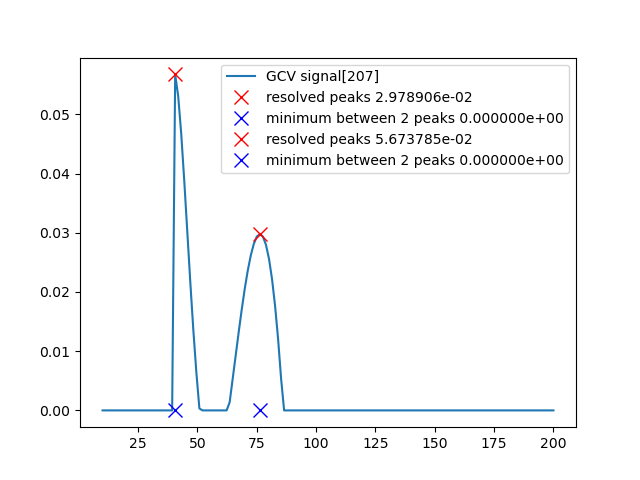 GCV signal[207]
resolved peaks 2.978906e-02
minimum between 2 peaks 0.000000e+00
resolved peaks 5.673785e-02
minimum between 2 peaks 0.000000e+00
0.05
0.04
0.03
0.02
0.01
0.00
25 50 75 100 125 150 175 200